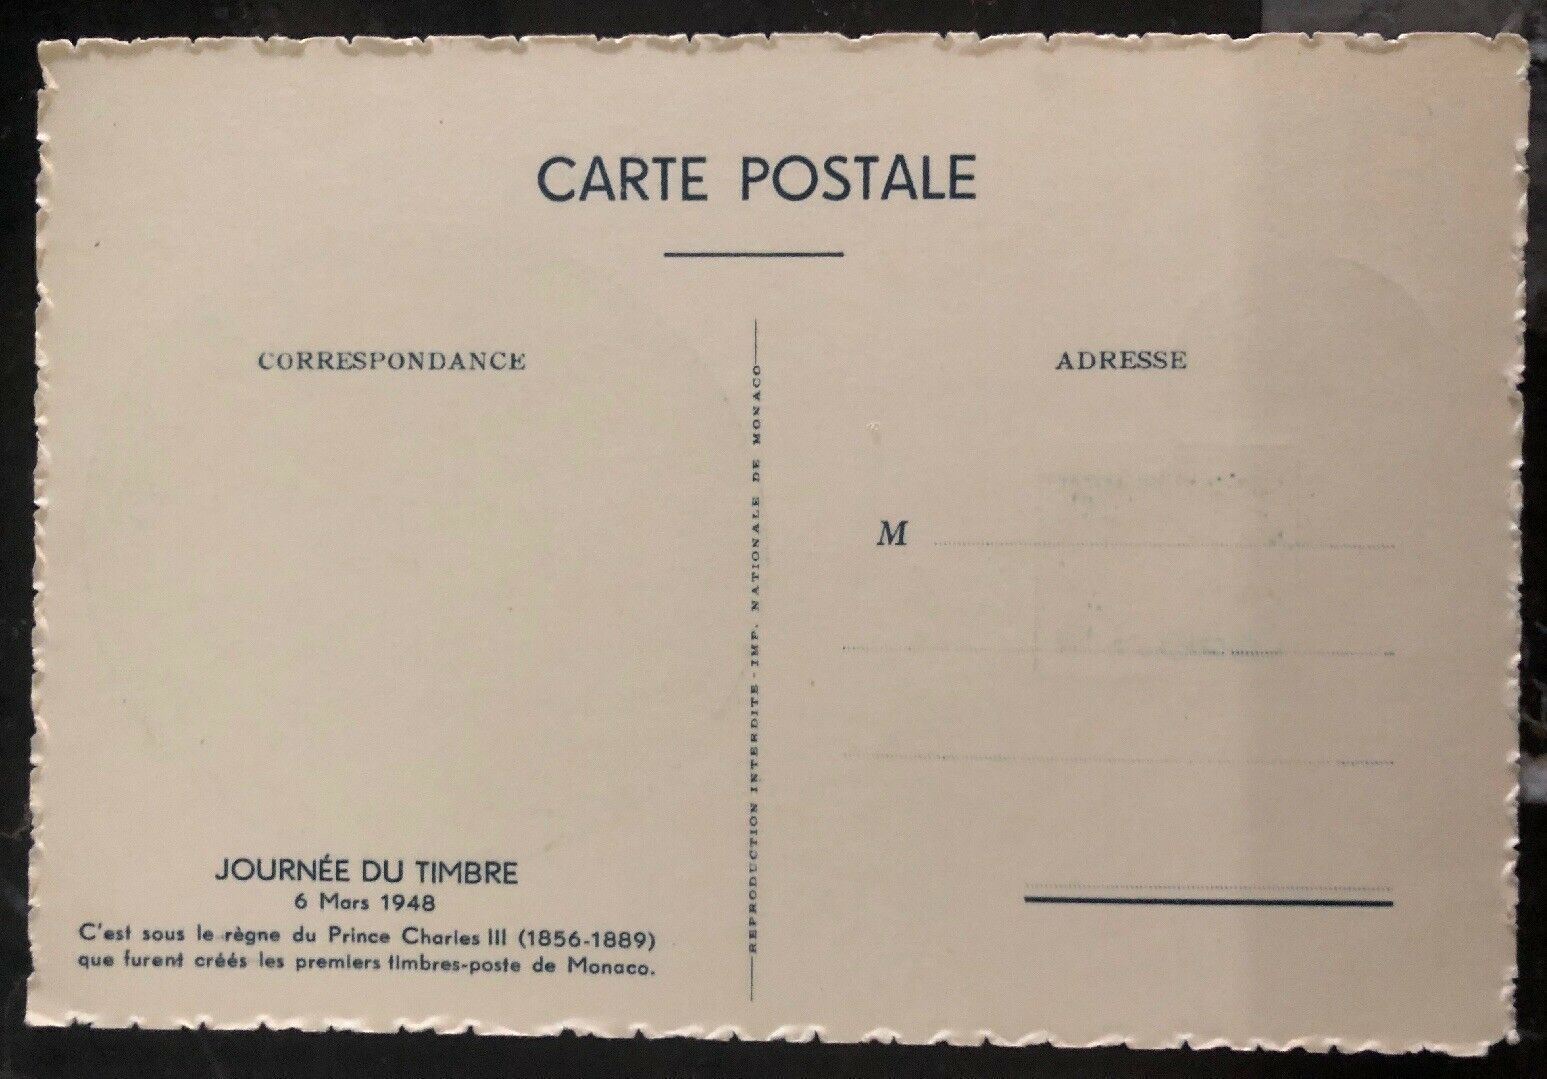 CARTE POSTALE
CORRESPONDANCE
ADRESSE
M
REPRODUCTION INTERDITE - IMP. NATIONALE DE MONACO
JOURNÉE DU TIMBRE
6 Mars 1948
C'est sous le règne du Prince Charles III (1856-1889)
que furent créés les premiers timbres-poste de Monaco.